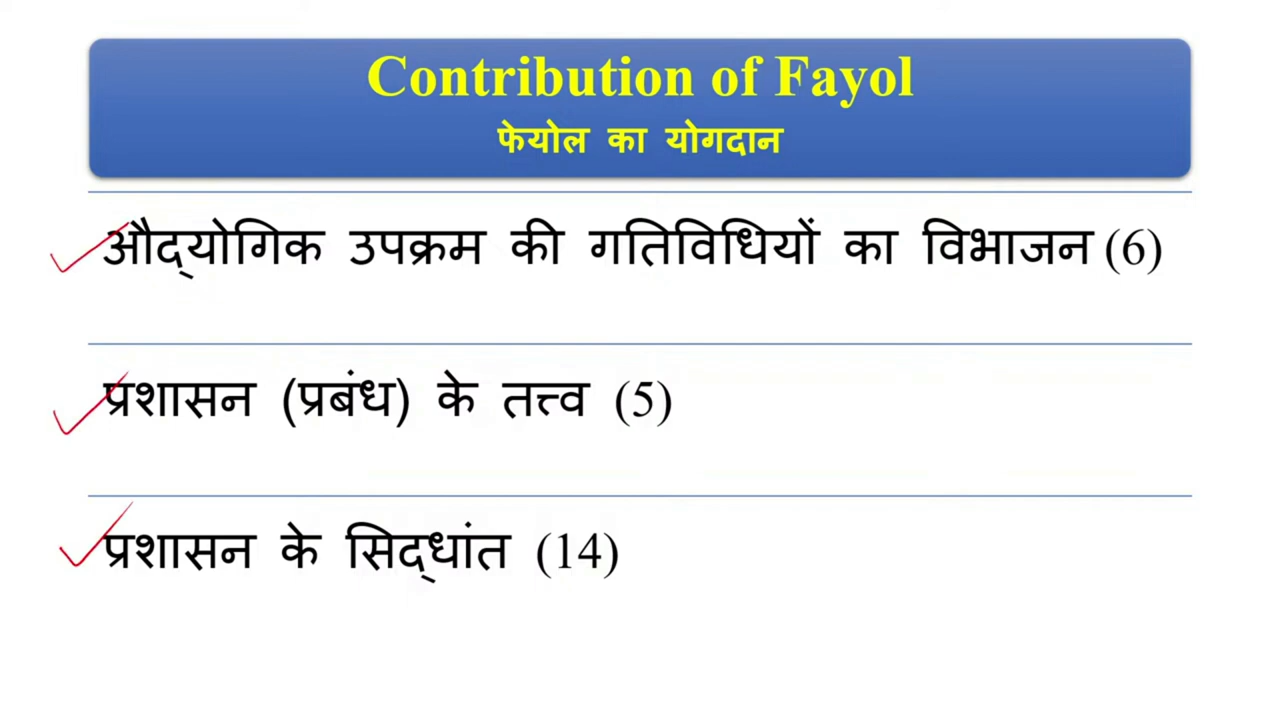 Contribution of Fayol
फेयोल का योगदान
औद्योगिक उपक्रम की गतिविधियों का विभाजन (6)
प्रशासन (प्रबंध) के तत्त्व (5)
प्रशासन के सिद्धांत (14)